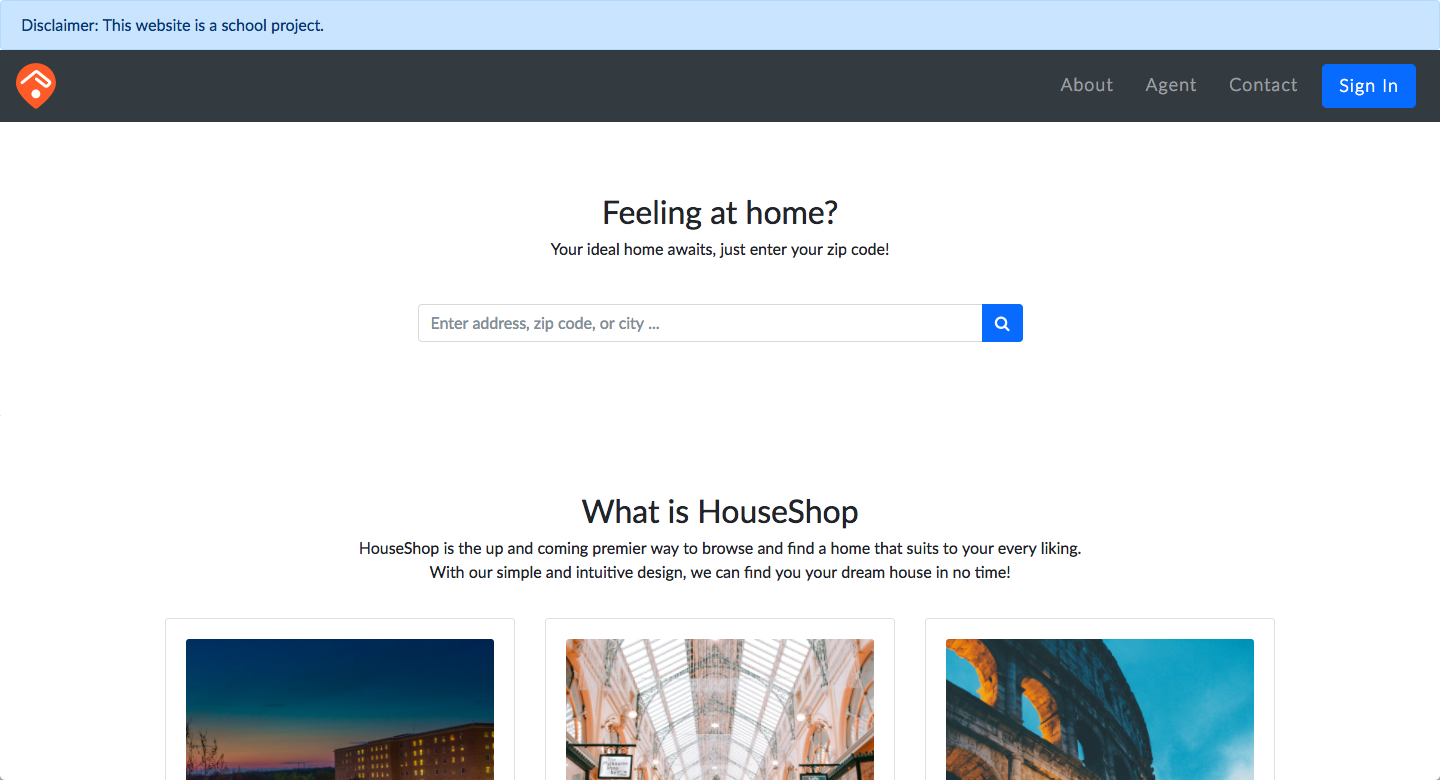 Disclaimer: This website is a school project.
About Agent Contact Sign In
Feeling at home?
Your ideal home awaits, just enter your zip code!
Enter address, zip code, or city ...
What is HouseShop
HouseShop is the up and coming premier way to browse and find a home that suits to your every liking.
With our simple and intuitive design, we can find you your dream house in no time!